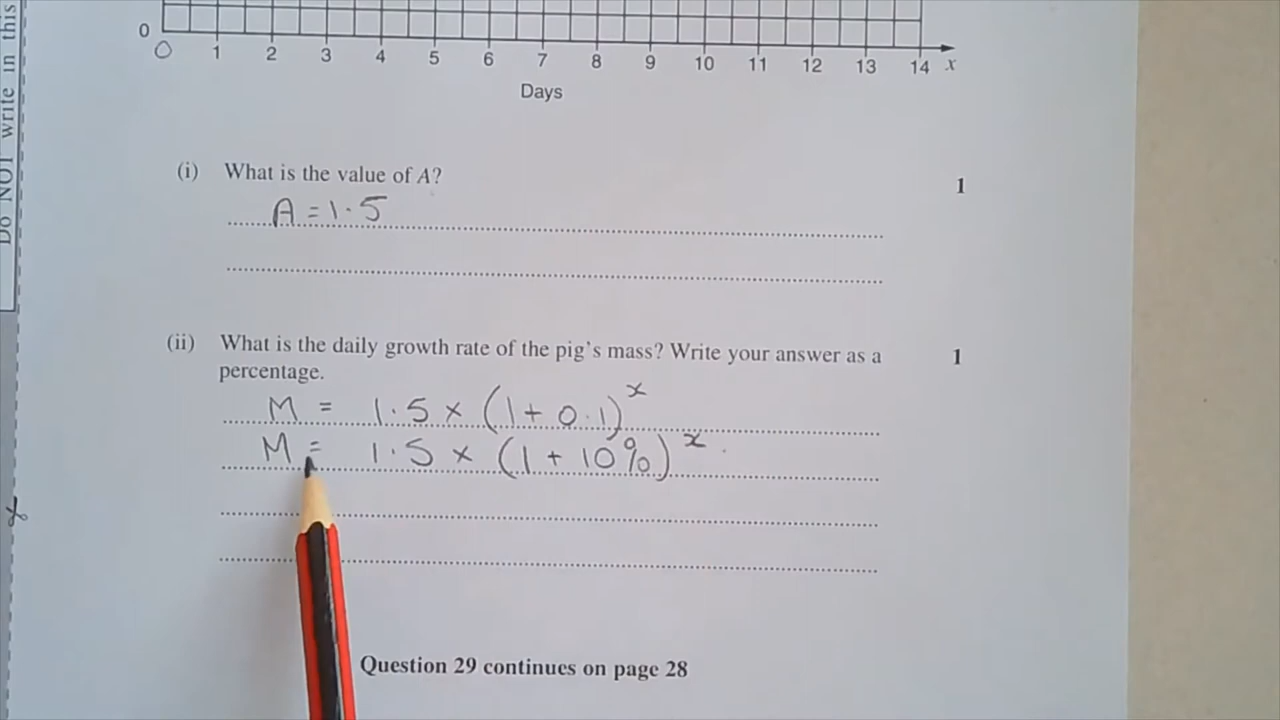 Do NOT write in this
0
0 1 2 3 4 5 6 7 8 9 10 11 12 13 14 x
Days
(i) What is the value of A? 1
A = 1.5
(ii) What is the daily growth rate of the pig's mass? Write your answer as a 1
percentage.
M = 1.5 × (1 + 0.1)^x
M = 1.5 × (1 + 10%)^x
Question 29 continues on page 28